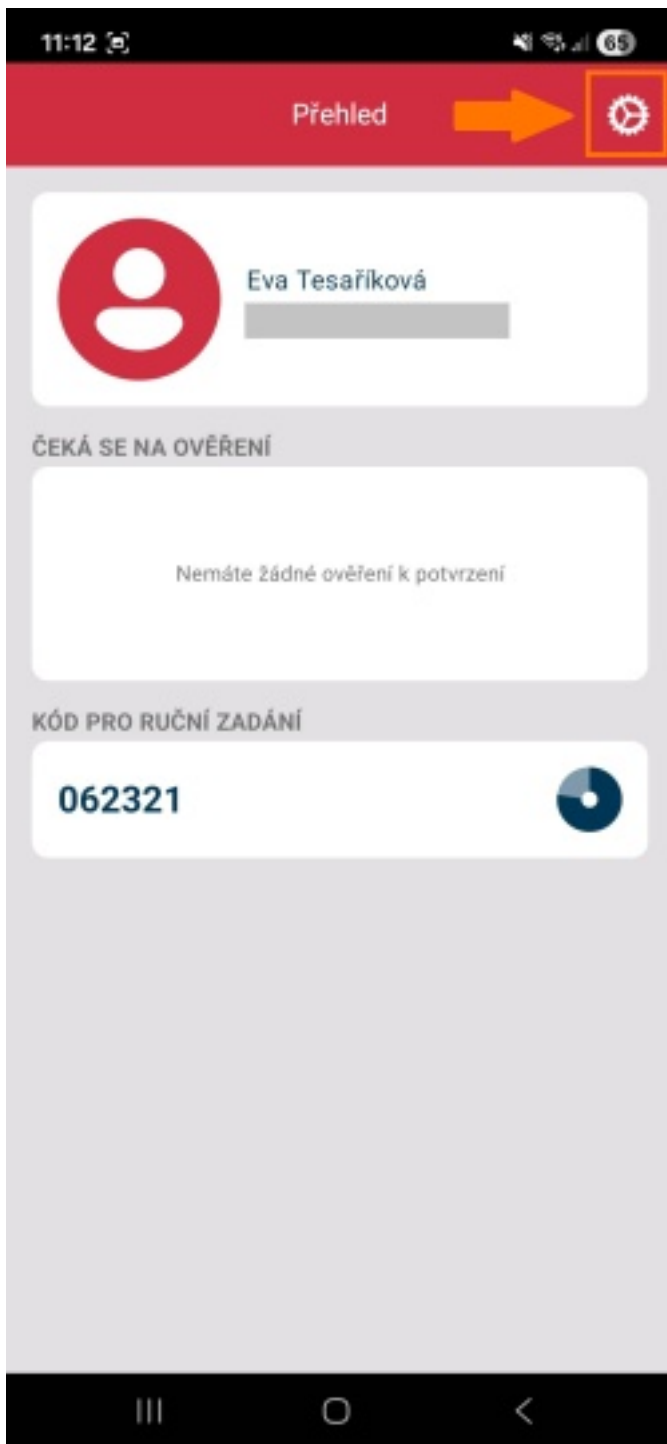 11:12
65
Přehled
Eva Tesaříková
ČEKÁ SE NA OVĚŘENÍ
Nemáte žádné ověření k potvrzení
KÓD PRO RUČNÍ ZADÁNÍ
062321